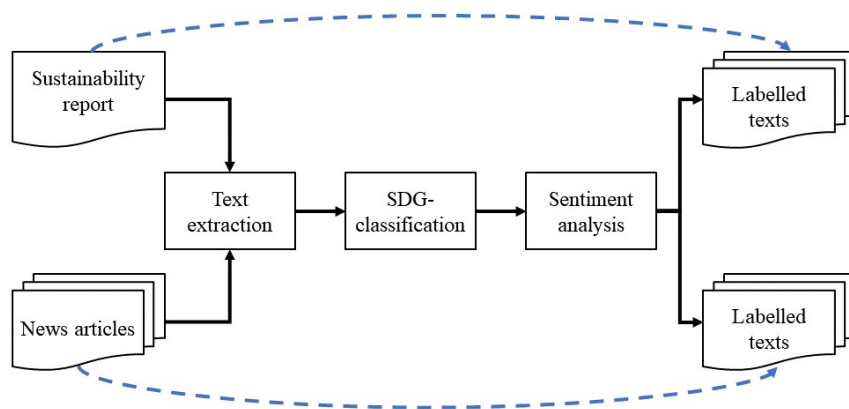 Sustainability
report
Labelled
texts
Text
extraction
SDG-
classification
Sentiment
analysis
News articles
Labelled
texts